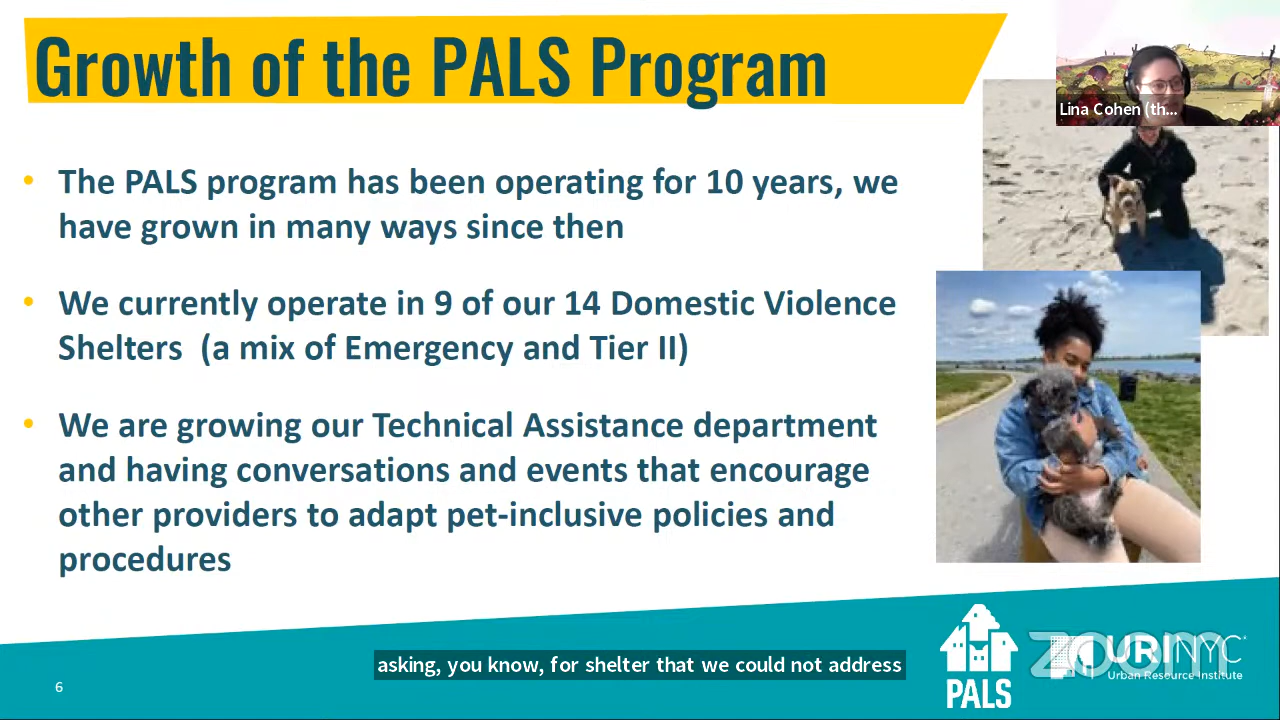 Growth of the PALS Program
Lina Cohen (th...
• The PALS program has been operating for 10 years, we
have grown in many ways since then
• We currently operate in 9 of our 14 Domestic Violence
Shelters (a mix of Emergency and Tier II)
• We are growing our Technical Assistance department
and having conversations and events that encourage
other providers to adapt pet-inclusive policies and
procedures
asking, you know, for shelter that we could not address
6
PALS
zoom
URINYC
Urban Resource Institute